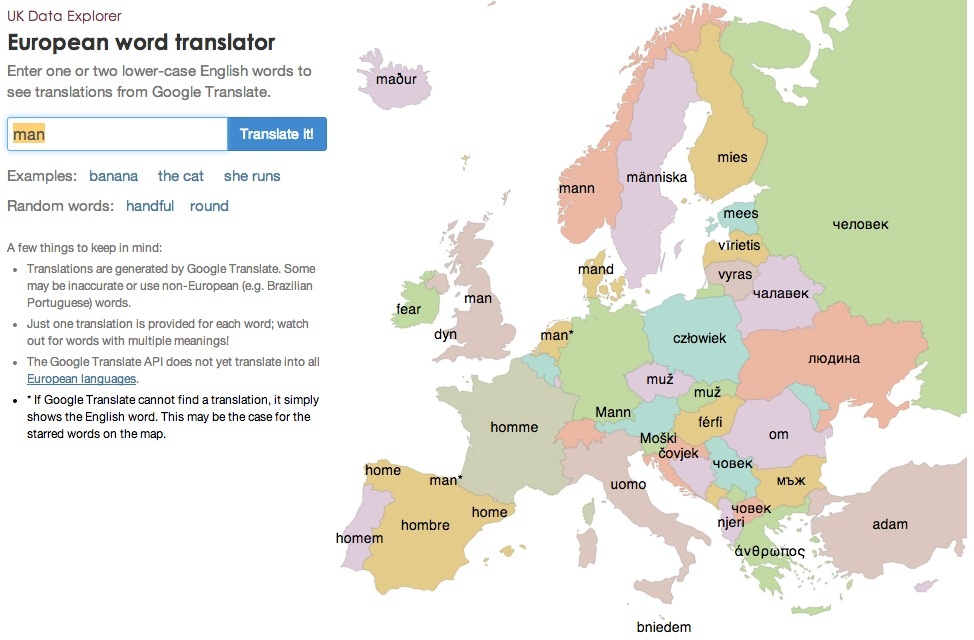 UK Data Explorer
European word translator
Enter one or two lower-case English words to
see translations from Google Translate.
man
Translate it!
Examples: banana the cat she runs
Random words: handful round
A few things to keep in mind:
Translations are generated by Google Translate. Some
may be inaccurate or use non-European (e.g. Brazilian
Portuguese) words.
Just one translation is provided for each word; watch
out for words with multiple meanings!
The Google Translate API does not yet translate into all
European languages.
* If Google Translate cannot find a translation, it simply
shows the English word. This may be the case for the
starred words on the map.
maður
mies
människa
mann
mees
человек
vīrietis
mand
vyras
чалавек
man
fear
dyn
man*
człowiek
людина
muž
muž
Mann
férfi
homme
om
Moški
čovjek
човек
home
man*
мъж
uomo
home
човек
hombre
njeri
adam
homem
άνθρωπος
bniedem